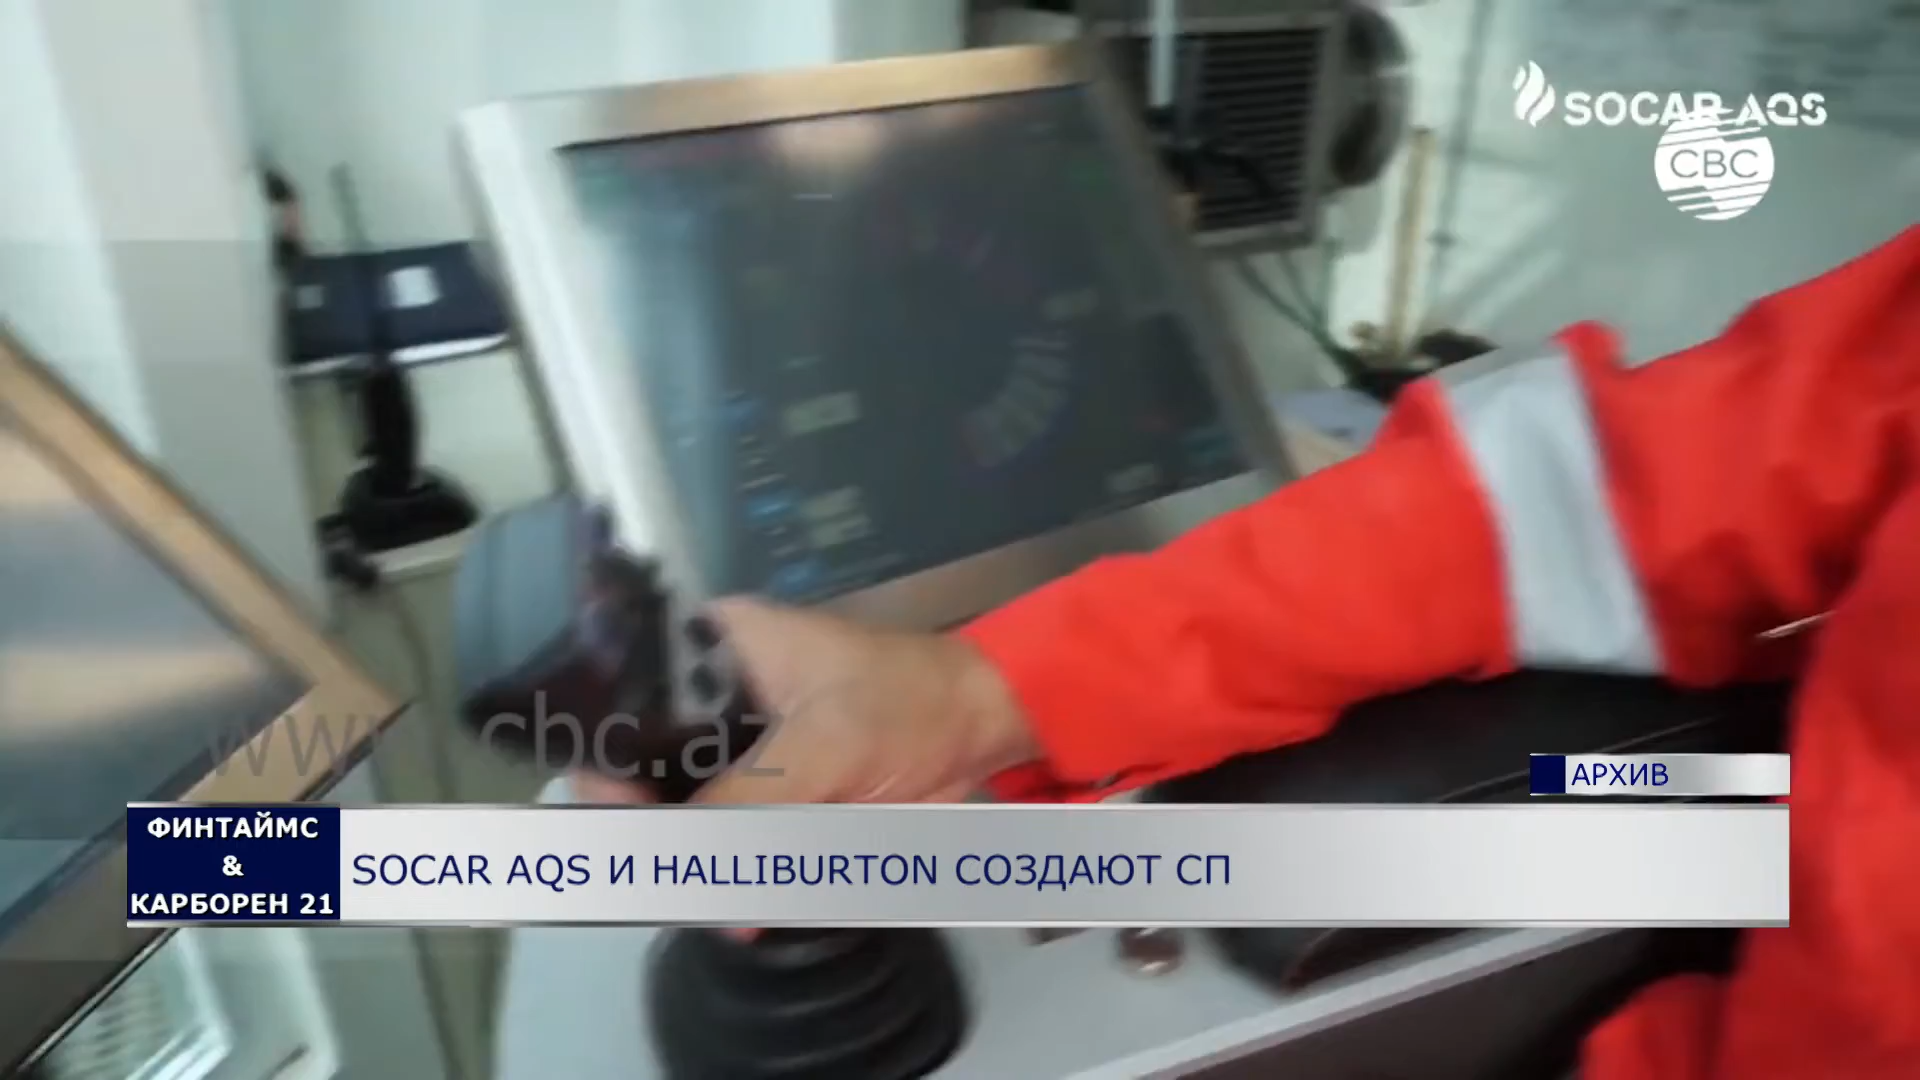 SOCAR AQS
CBC
www.cbc.az
АРХИВ
ФИНТАЙМС
&
КАРБОРЕН 21
SOCAR AQS И HALLIBURTON СОЗДАЮТ СП